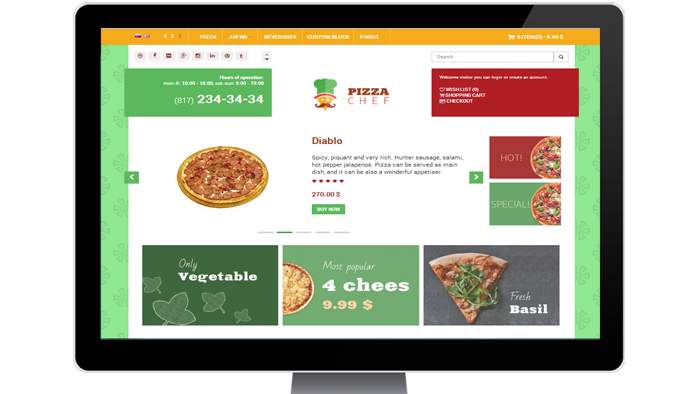 € $
PIZZA
JAPAN
BEVERAGES
CUSTOM BLOCK
PAGES
0 ITEM(S) - 0.00 $
Search
Hours of operation:
mon-fr: 10:00 - 18:00, sat-sun: 9:00 - 78:00
(817) 234-34-34
PIZZA
CHEF
Welcome visitor you can login or create an account.
WISH LIST (0)
SHOPPING CART
CHECKOUT
Diablo
Spicy, piquant and very rich. Hunter sausage, salami,
hot pepper jalapenos. Pizza can be served as main
dish, and it can be also a wonderful appetiser.
270.00 $
BUY NOW
HOT!
SPECIAL!
Only
Vegetable
Most popular
4 chees
9.99 $
Fresh
Basil